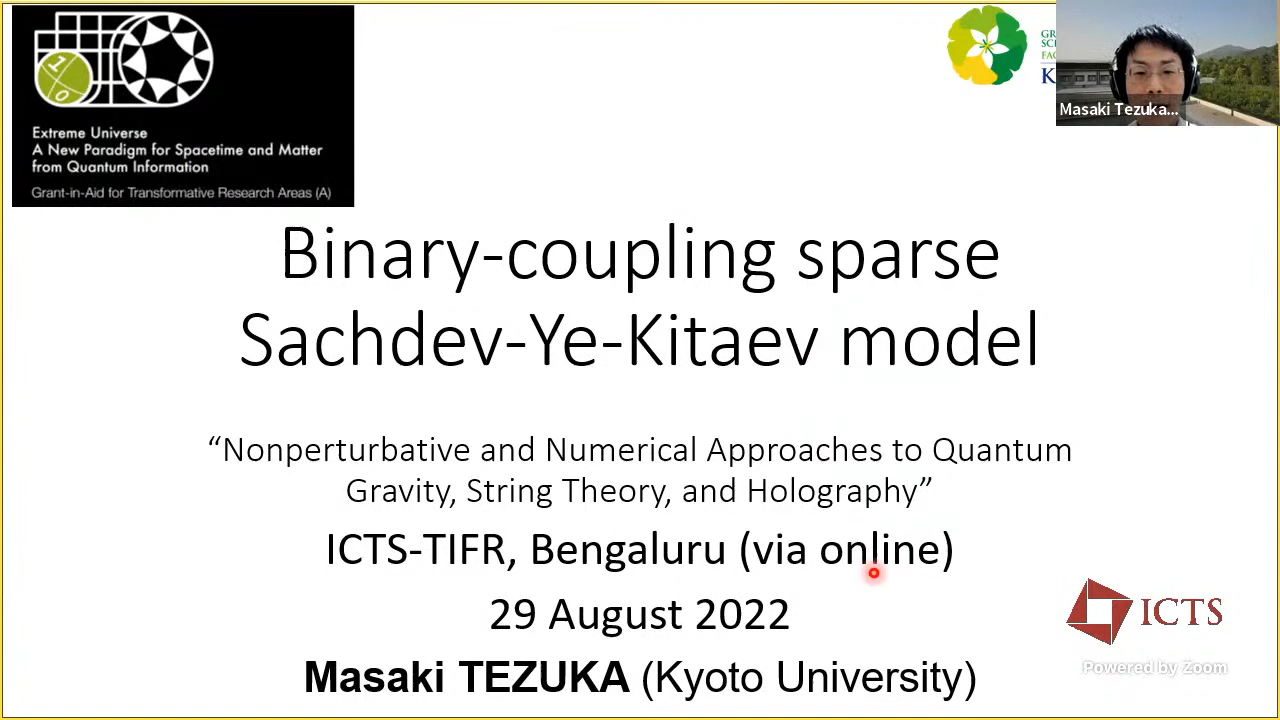 1/0
Extreme Universe
A New Paradigm for Spacetime and Matter
from Quantum Information
Grant-in-Aid for Transformative Research Areas (A)
Masaki Tezuka...
Binary-coupling sparse
Sachdev-Ye-Kitaev model
“Nonperturbative and Numerical Approaches to Quantum
Gravity, String Theory, and Holography”
ICTS-TIFR, Bengaluru (via online)
29 August 2022
Masaki TEZUKA (Kyoto University)
ICTS
Powered by Zoom